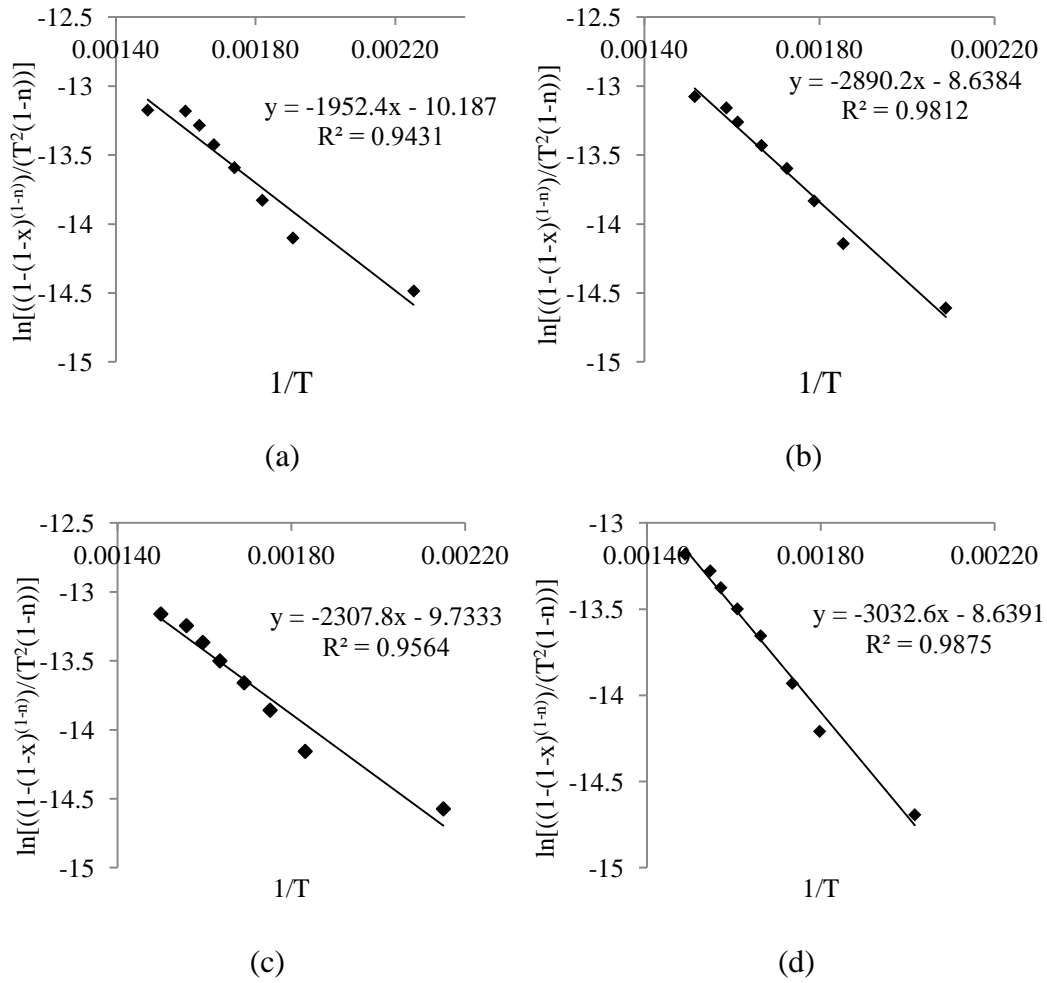 -12.5
0.00140 0.00180 0.00220
-13
-13.5
-14
-14.5
-15
ln[((1-(1-x)^(1-n))/(T^2(1-n))]
y = -1952.4x - 10.187
R² = 0.9431
1/T
(a)
-12.5
0.00140 0.00180 0.00220
-13
-13.5
-14
-14.5
-15
ln[((1-(1-x)^(1-n))/(T^2(1-n))]
y = -2890.2x - 8.6384
R² = 0.9812
1/T
(b)
-12.5
0.00140 0.00180 0.00220
-13
-13.5
-14
-14.5
-15
ln[((1-(1-x)^(1-n))/(T^2(1-n))]
y = -2307.8x - 9.7333
R² = 0.9564
1/T
(c)
-13
0.00140 0.00180 0.00220
-13.5
-14
-14.5
-15
ln[((1-(1-x)^(1-n))/(T^2(1-n))]
y = -3032.6x - 8.6391
R² = 0.9875
1/T
(d)